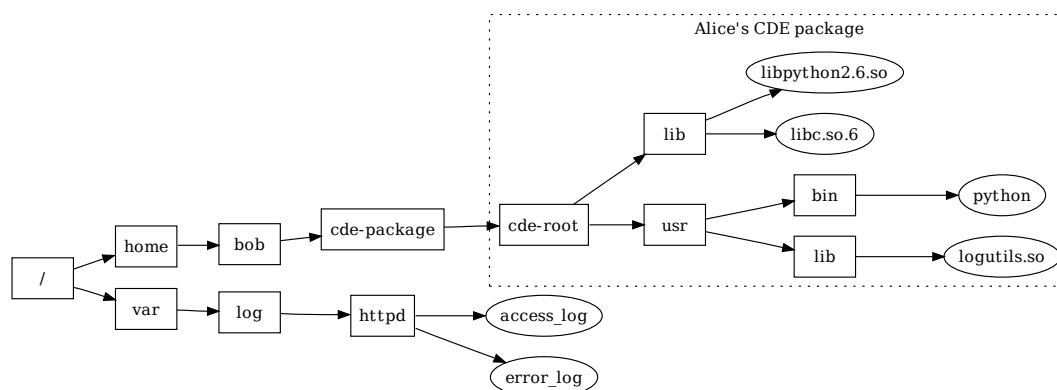 Alice's CDE package
libpython2.6.so
lib
libc.so.6
bin
python
cde-root
usr
cde-package
home
bob
lib
logutils.so
/
var
log
httpd
access_log
error_log